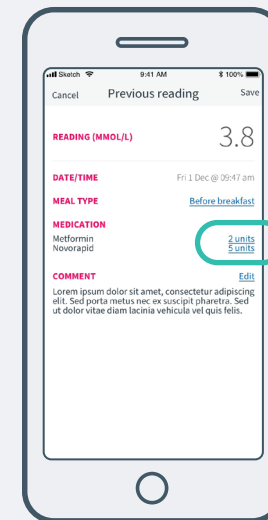 Sketch 9:41 AM 100%
Cancel Previous reading Save
READING (MMOL/L) 3.8
DATE/TIME Fri 1 Dec @ 09:47 am
MEAL TYPE Before breakfast
MEDICATION
Metformin 2 units
Novorapid 5 units
COMMENT Edit
Lorem ipsum dolor sit amet, consectetur adipiscing
elit. Sed porta metus nec ex suscipit pharetra. Sed
ut dolor vitae diam lacinia vehicula vel quis felis.